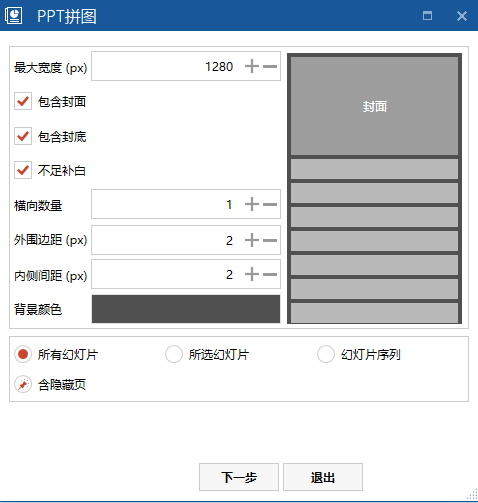 PPT拼图
最大宽度 (px) 1280
包含封面
包含封底
不足补白
横向数量 1
外围边距 (px) 2
内侧间距 (px) 2
背景颜色
封面
所有幻灯片 所选幻灯片 幻灯片序列
含隐藏页
下一步 退出